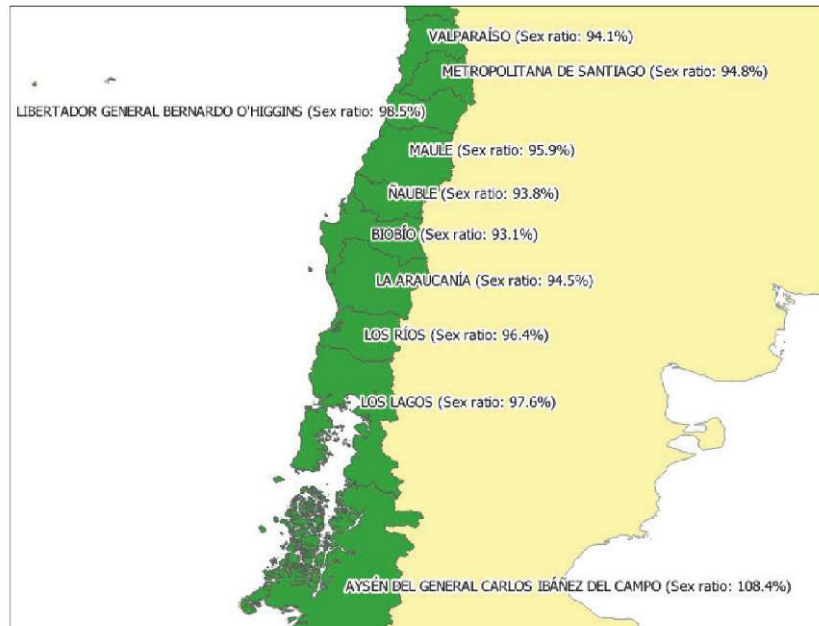 VALPARAÍSO (Sex ratio: 94.1%)
METROPOLITANA DE SANTIAGO (Sex ratio: 94.8%)
LIBERTADOR GENERAL BERNARDO O'HIGGINS (Sex ratio: 98.5%)
MAULE (Sex ratio: 95.9%)
ÑAUBLE (Sex ratio: 93.8%)
BIOBÍO (Sex ratio: 93.1%)
LA ARAUCANÍA (Sex ratio: 94.5%)
LOS RÍOS (Sex ratio: 96.4%)
LOS LAGOS (Sex ratio: 97.6%)
AYSÉN DEL GENERAL CARLOS IBÁÑEZ DEL CAMPO (Sex ratio: 108.4%)